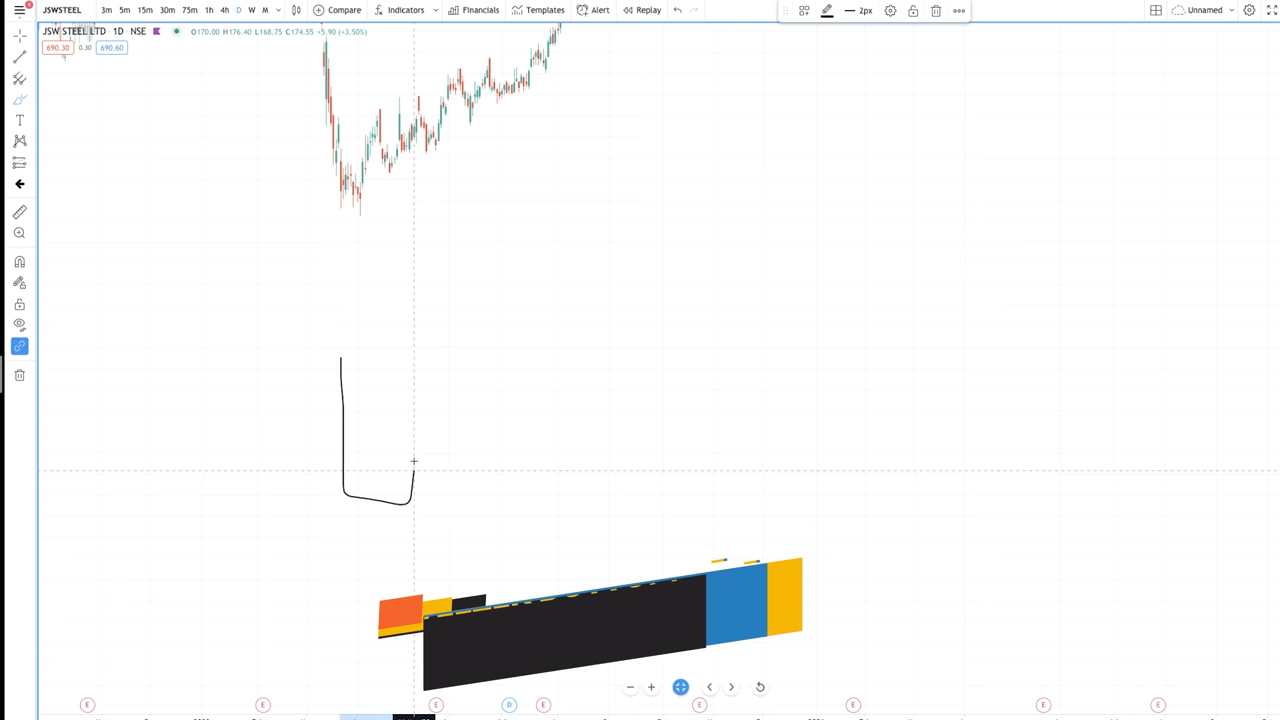 JSWSTEEL 3m 5m 15m 30m 75m 1h 4h D W M Indicators Compare Financials Templates Alert Replay 2px Unnamed
JSW STEEL LTD · 1D · NSE O170.00 H176.40 L168.75 C174.55 +5.90 (+3.50%)
690.30 0.30 690.60
E E E D E E E E E